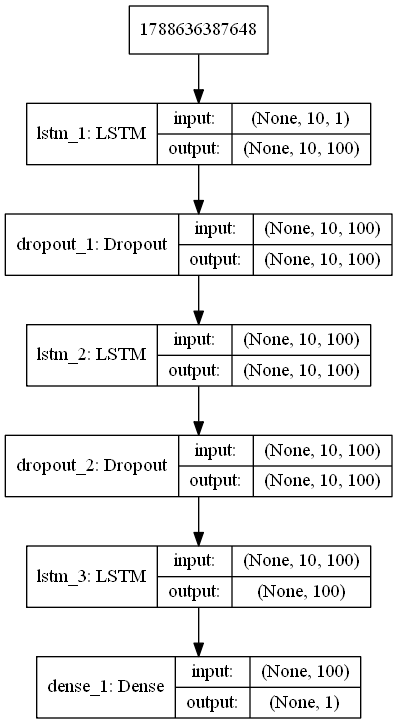 1788636387648
lstm_1: LSTM
input: (None, 10, 1)
output: (None, 10, 100)
dropout_1: Dropout
input: (None, 10, 100)
output: (None, 10, 100)
lstm_2: LSTM
input: (None, 10, 100)
output: (None, 10, 100)
dropout_2: Dropout
input: (None, 10, 100)
output: (None, 10, 100)
lstm_3: LSTM
input: (None, 10, 100)
output: (None, 100)
dense_1: Dense
input: (None, 100)
output: (None, 1)